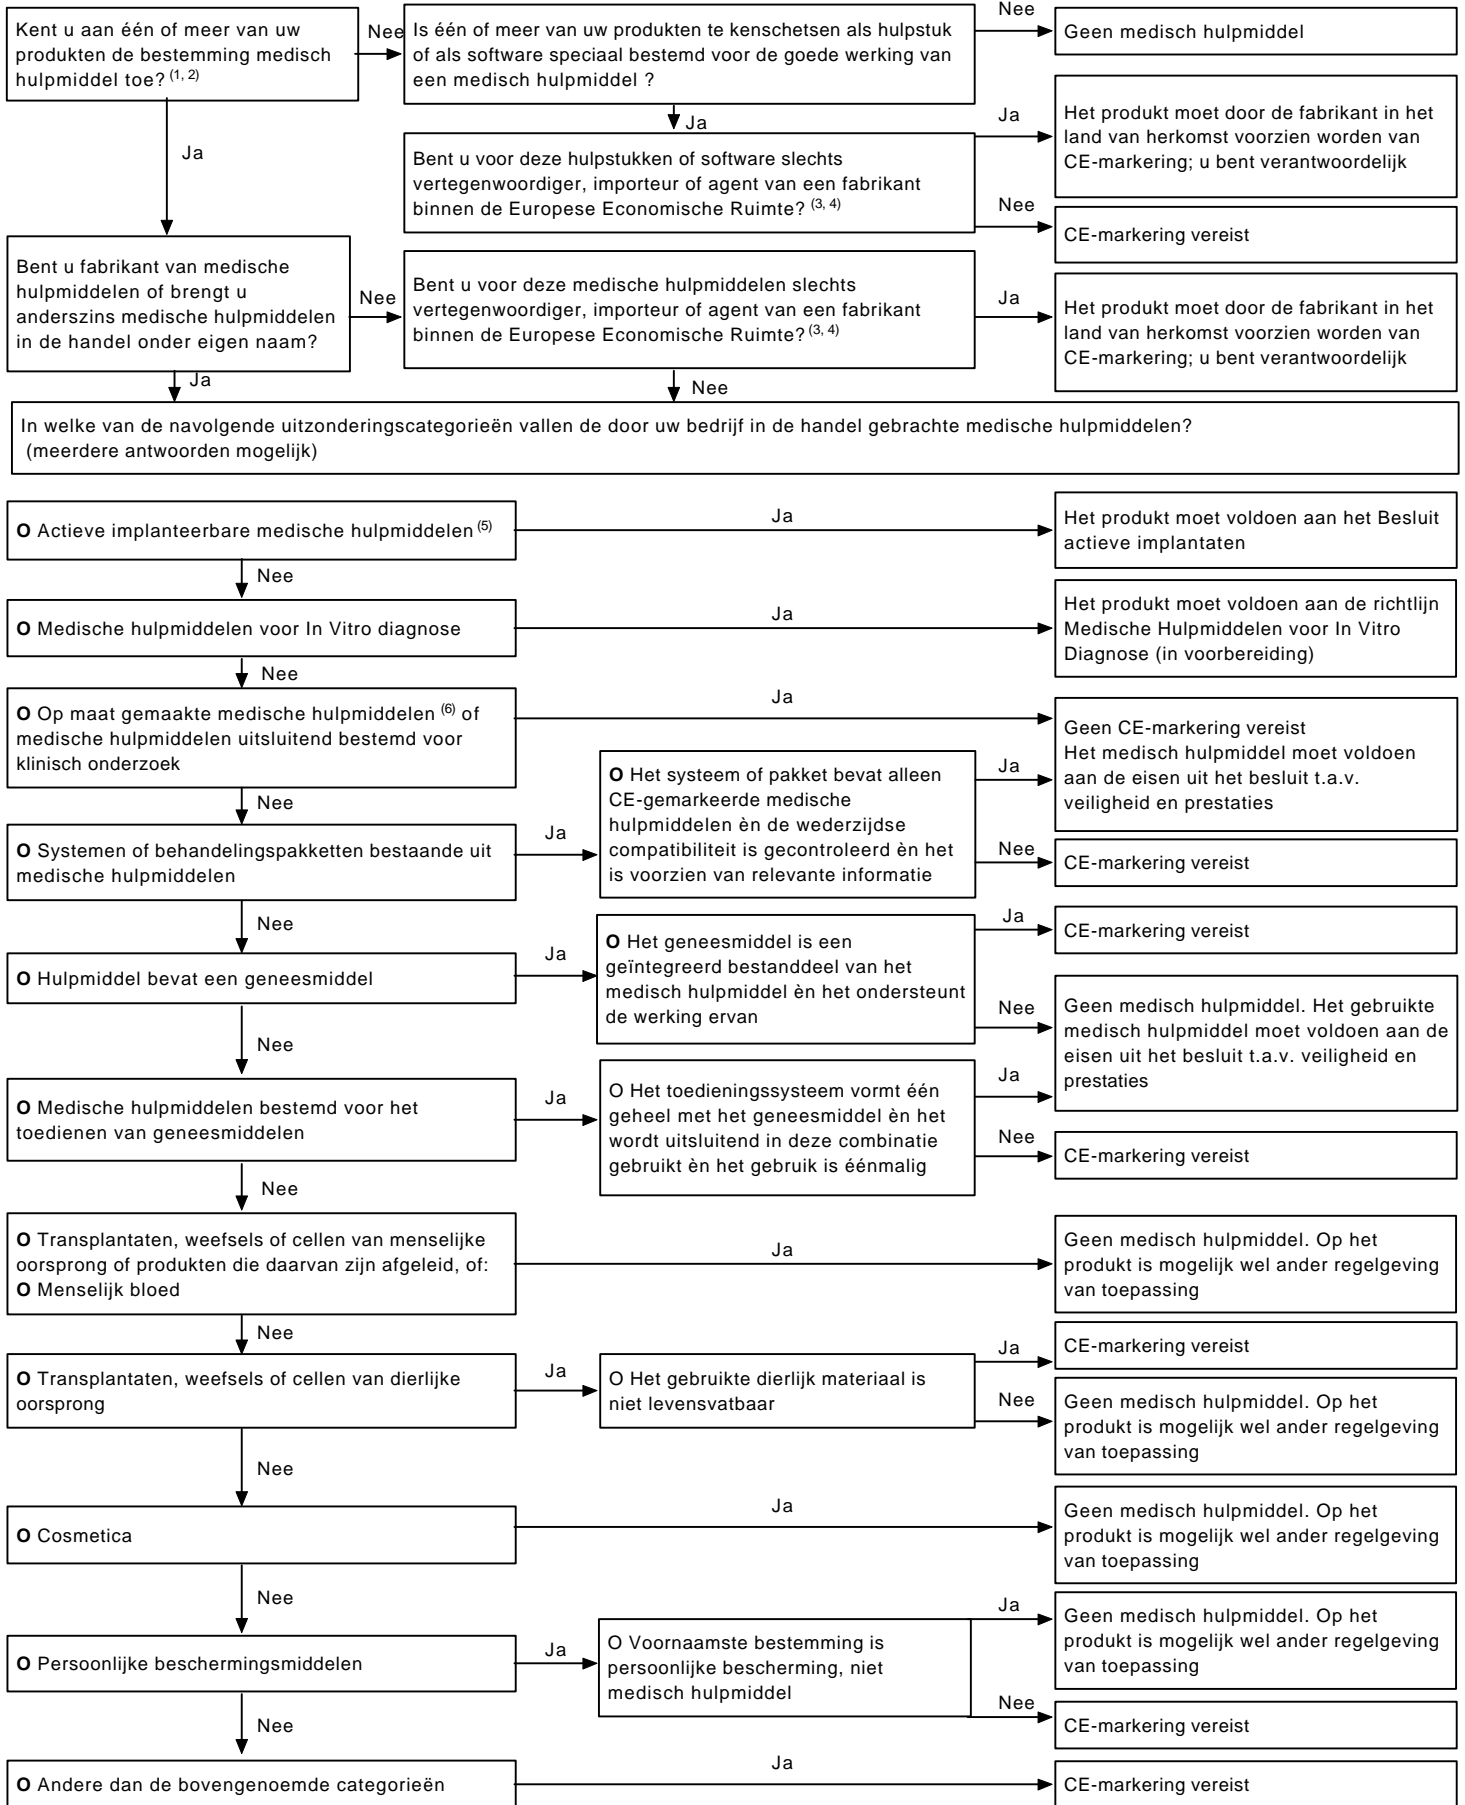 Kent u aan één of meer van uw
produkten de bestemming medisch
hulpmiddel toe? (1, 2)
Nee
Is één of meer van uw produkten te kenschetsen als hulpstuk
of als software speciaal bestemd voor de goede werking van
een medisch hulpmiddel ?
Nee
Geen medisch hulpmiddel
Ja
Ja
Bent u voor deze hulpstukken of software slechts
vertegenwoordiger, importeur of agent van een fabrikant
binnen de Europese Economische Ruimte? (3, 4)
Ja
Het produkt moet door de fabrikant in het
land van herkomst voorzien worden van
CE-markering; u bent verantwoordelijk
Nee
CE-markering vereist
Bent u fabrikant van medische
hulpmiddelen of brengt u
anderszins medische hulpmiddelen
in de handel onder eigen naam?
Nee
Bent u voor deze medische hulpmiddelen slechts
vertegenwoordiger, importeur of agent van een fabrikant
binnen de Europese Economische Ruimte? (3, 4)
Ja
Het produkt moet door de fabrikant in het
land van herkomst voorzien worden van
CE-markering; u bent verantwoordelijk
Ja
Nee
In welke van de navolgende uitzonderingscategorieën vallen de door uw bedrijf in de handel gebrachte medische hulpmiddelen?
(meerdere antwoorden mogelijk)
O Actieve implanteerbare medische hulpmiddelen (5)
Ja
Het produkt moet voldoen aan het Besluit
actieve implantaten
Nee
O Medische hulpmiddelen voor In Vitro diagnose
Ja
Het produkt moet voldoen aan de richtlijn
Medische Hulpmiddelen voor In Vitro
Diagnose (in voorbereiding)
Nee
O Op maat gemaakte medische hulpmiddelen (6) of
medische hulpmiddelen uitsluitend bestemd voor
klinisch onderzoek
Ja
Geen CE-markering vereist
Het medisch hulpmiddel moet voldoen
aan de eisen uit het besluit t.a.v.
veiligheid en prestaties
Nee
O Systemen of behandelingspakketten bestaande uit
medische hulpmiddelen
Ja
O Het systeem of pakket bevat alleen
CE-gemarkeerde medische
hulpmiddelen èn de wederzijdse
compatibiliteit is gecontroleerd èn het
is voorzien van relevante informatie
Ja
Nee
CE-markering vereist
Nee
O Hulpmiddel bevat een geneesmiddel
Ja
O Het geneesmiddel is een
geïntegreerd bestanddeel van het
medisch hulpmiddel èn het ondersteunt
de werking ervan
Ja
CE-markering vereist
Nee
Geen medisch hulpmiddel. Het gebruikte
medisch hulpmiddel moet voldoen aan de
eisen uit het besluit t.a.v. veiligheid en
prestaties
Nee
O Medische hulpmiddelen bestemd voor het
toedienen van geneesmiddelen
Ja
O Het toedieningssysteem vormt één
geheel met het geneesmiddel èn het
wordt uitsluitend in deze combinatie
gebruikt èn het gebruik is éénmalig
Ja
Nee
CE-markering vereist
Nee
O Transplantaten, weefsels of cellen van menselijke
oorsprong of produkten die daarvan zijn afgeleid, of:
O Menselijk bloed
Ja
Geen medisch hulpmiddel. Op het
produkt is mogelijk wel ander regelgeving
van toepassing
Nee
O Transplantaten, weefsels of cellen van dierlijke
oorsprong
Ja
O Het gebruikte dierlijk materiaal is
niet levensvatbaar
Ja
CE-markering vereist
Nee
Geen medisch hulpmiddel. Op het
produkt is mogelijk wel ander regelgeving
van toepassing
Nee
O Cosmetica
Ja
Geen medisch hulpmiddel. Op het
produkt is mogelijk wel ander regelgeving
van toepassing
Nee
O Persoonlijke beschermingsmiddelen
Ja
O Voornaamste bestemming is
persoonlijke bescherming, niet
medisch hulpmiddel
Ja
Geen medisch hulpmiddel. Op het
produkt is mogelijk wel ander regelgeving
van toepassing
Nee
CE-markering vereist
Nee
O Andere dan de bovengenoemde categorieën
Ja
CE-markering vereist